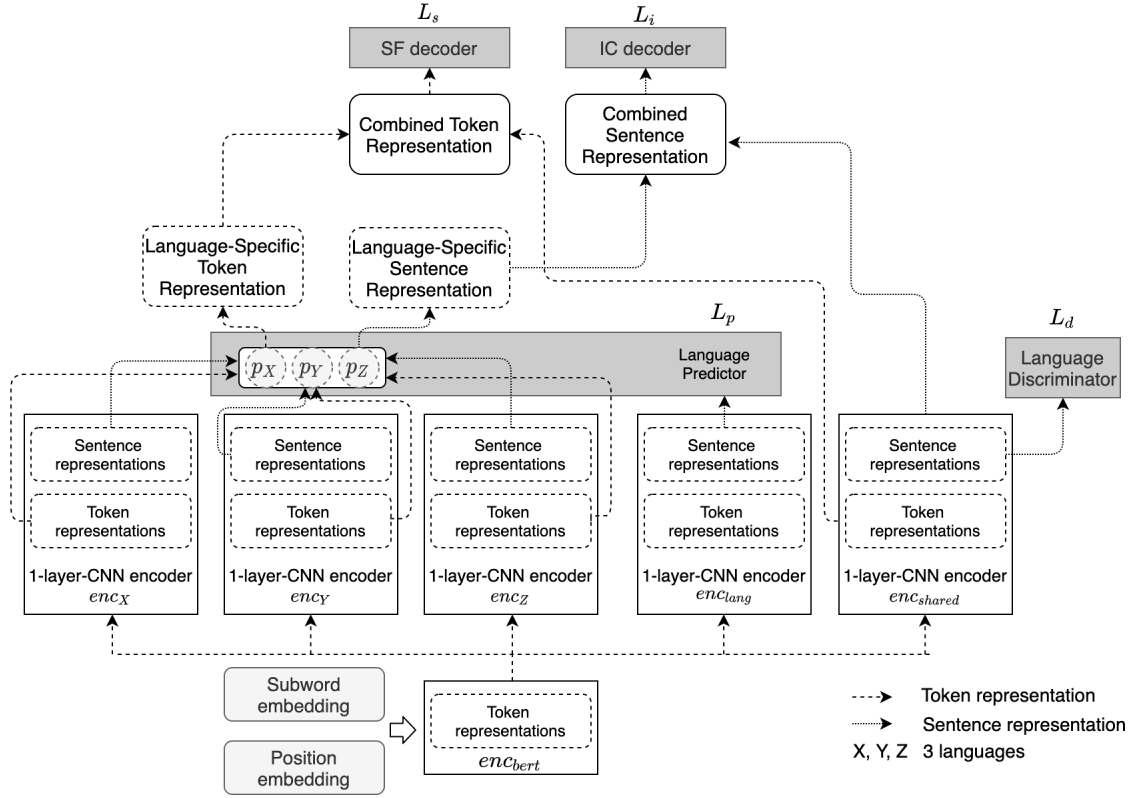 L_s
L_i
SF decoder
IC decoder
Combined Token
Representation
Combined
Sentence
Representation
Language-Specific
Token
Representation
Language-Specific
Sentence
Representation
L_p
L_d
p_X
p_Y
p_Z
Language
Predictor
Language
Discriminator
Sentence
representations
Token
representations
1-layer-CNN encoder
enc_X
Sentence
representations
Token
representations
1-layer-CNN encoder
enc_Y
Sentence
representations
Token
representations
1-layer-CNN encoder
enc_Z
Sentence
representations
Token
representations
1-layer-CNN encoder
enc_lang
Sentence
representations
Token
representations
1-layer-CNN encoder
enc_shared
Subword
embedding
Position
embedding
Token
representations
enc_bert
Token representation
Sentence representation
X, Y, Z 3 languages